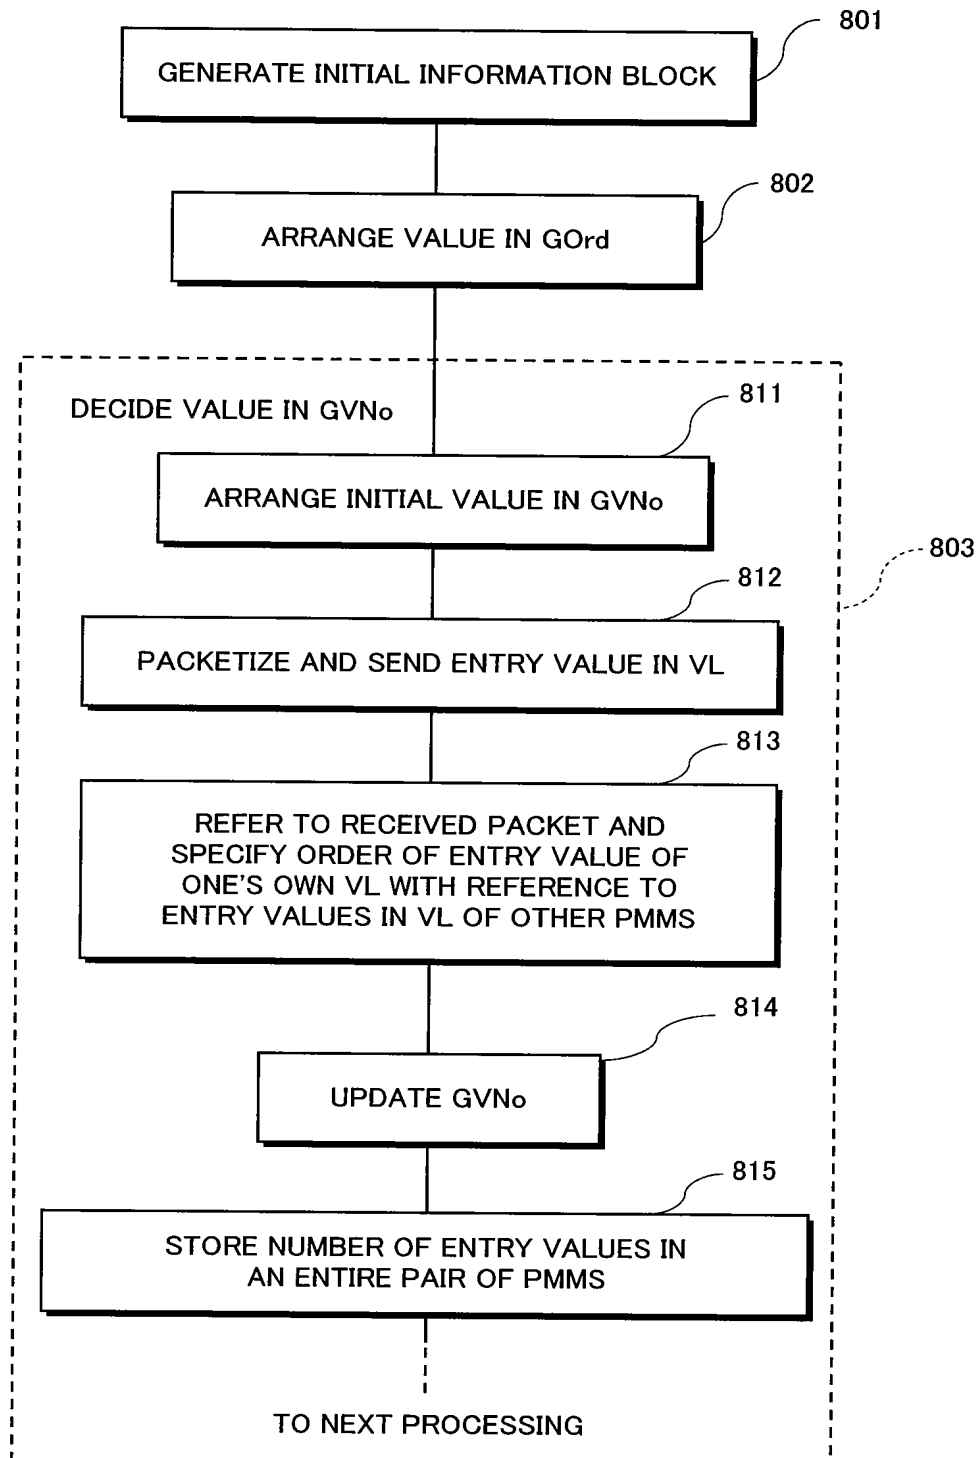 801
GENERATE INITIAL INFORMATION BLOCK
802
ARRANGE VALUE IN GOrd
DECIDE VALUE IN GVNo
811
ARRANGE INITIAL VALUE IN GVNo
803
812
PACKETIZE AND SEND ENTRY VALUE IN VL
813
REFER TO RECEIVED PACKET AND
SPECIFY ORDER OF ENTRY VALUE OF
ONE'S OWN VL WITH REFERENCE TO
ENTRY VALUES IN VL OF OTHER PMMS
814
UPDATE GVNo
815
STORE NUMBER OF ENTRY VALUES IN
AN ENTIRE PAIR OF PMMS
TO NEXT PROCESSING